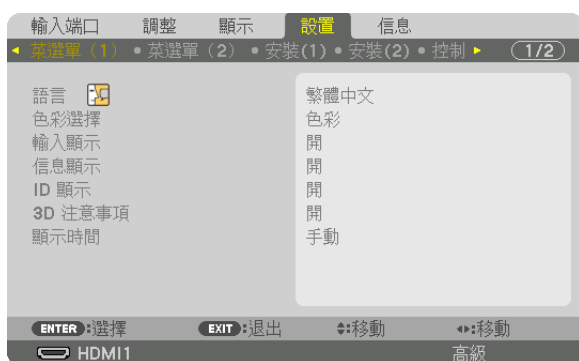 輸入端口 調整 顯示 設置 信息
◂ 菜選單（1） ● 菜選單（2） ● 安裝(1) ● 安裝(2) ● 控制 ▸ 1/2
語言 繁體中文
色彩選擇 色彩
輸入顯示 開
信息顯示 開
ID 顯示 開
3D 注意事項 開
顯示時間 手動
ENTER:選擇 EXIT:退出 :移動 :移動
HDMI1 高級